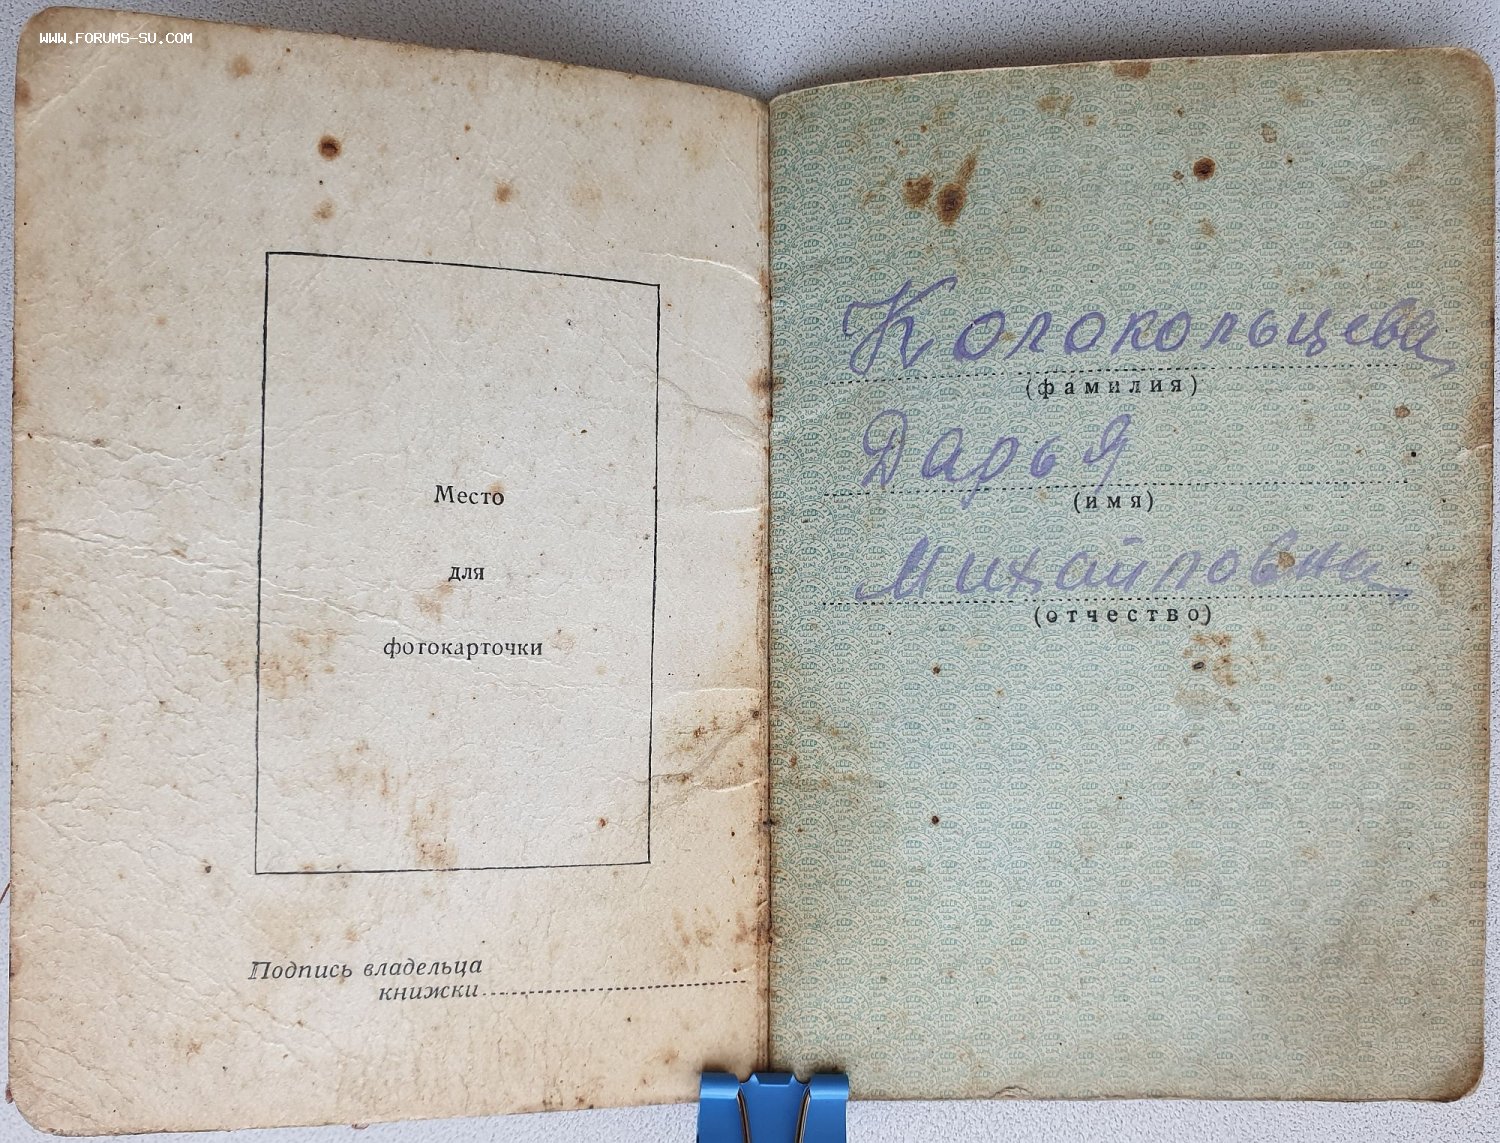 WWW.FORUMS-SU.COM
Место
для
фотокарточки
Подпись владельца
книжки
Колокольцева
(фамилия)
Дарья
(имя)
Михайловна
(отчество)